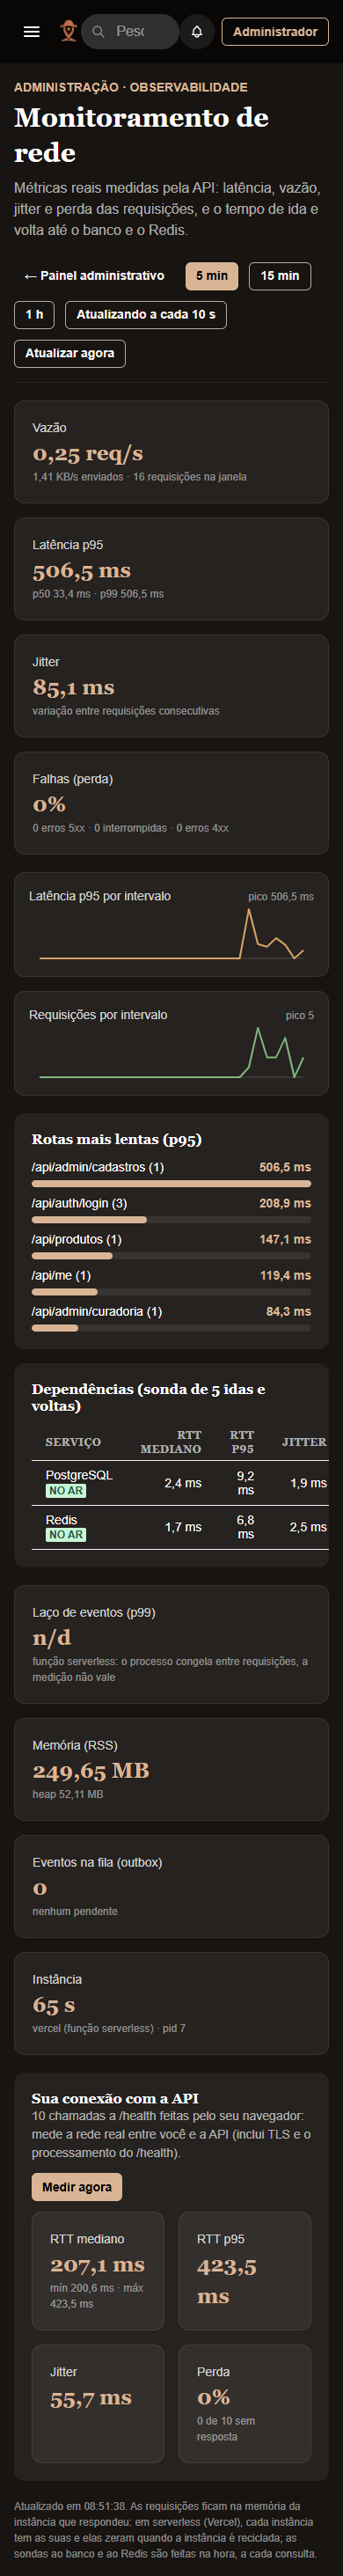 Administrador
ADMINISTRAÇÃO · OBSERVABILIDADE
Monitoramento de
rede
Métricas reais medidas pela API: latência, vazão,
jitter e perda das requisições, e o tempo de ida e
volta até o banco e o Redis.
← Painel administrativo 5 min 15 min
1 h Atualizando a cada 10 s
Atualizar agora
Vazão
0,25 req/s
1,41 KB/s enviados · 16 requisições na janela
Latência p95
506,5 ms
p50 33,4 ms · p99 506,5 ms
Jitter
85,1 ms
variação entre requisições consecutivas
Falhas (perda)
0%
0 erros 5xx · 0 interrompidas · 0 erros 4xx
Latência p95 por intervalo pico 506,5 ms
Requisições por intervalo pico 5
Rotas mais lentas (p95)
/api/admin/cadastros (1) 506,5 ms
/api/auth/login (3) 208,9 ms
/api/produtos (1) 147,1 ms
/api/me (1) 119,4 ms
/api/admin/curadoria (1) 84,3 ms
Dependências (sonda de 5 idas e
voltas)
SERVIÇO RTT MEDIANO RTT P95 JITTER
PostgreSQL NO AR 2,4 ms 9,2 ms 1,9 ms
Redis NO AR 1,7 ms 6,8 ms 2,5 ms
Laço de eventos (p99)
n/d
função serverless: o processo congela entre requisições, a
medição não vale
Memória (RSS)
249,65 MB
heap 52,11 MB
Eventos na fila (outbox)
0
nenhum pendente
Instância
65 s
vercel (função serverless) · pid 7
Sua conexão com a API
10 chamadas a /health feitas pelo seu navegador:
mede a rede real entre você e a API (inclui TLS e o
processamento do /health).
Medir agora
RTT mediano
207,1 ms
mín 200,6 ms · máx
423,5 ms
RTT p95
423,5
ms
Jitter
55,7 ms
Perda
0%
0 de 10 sem
resposta
Atualizado em 08:51:38. As requisições ficam na memória da
instância que respondeu: em serverless (Vercel), cada instância
tem as suas e elas zeram quando a instância é reciclada; as
sondas ao banco e ao Redis são feitas na hora, a cada consulta.